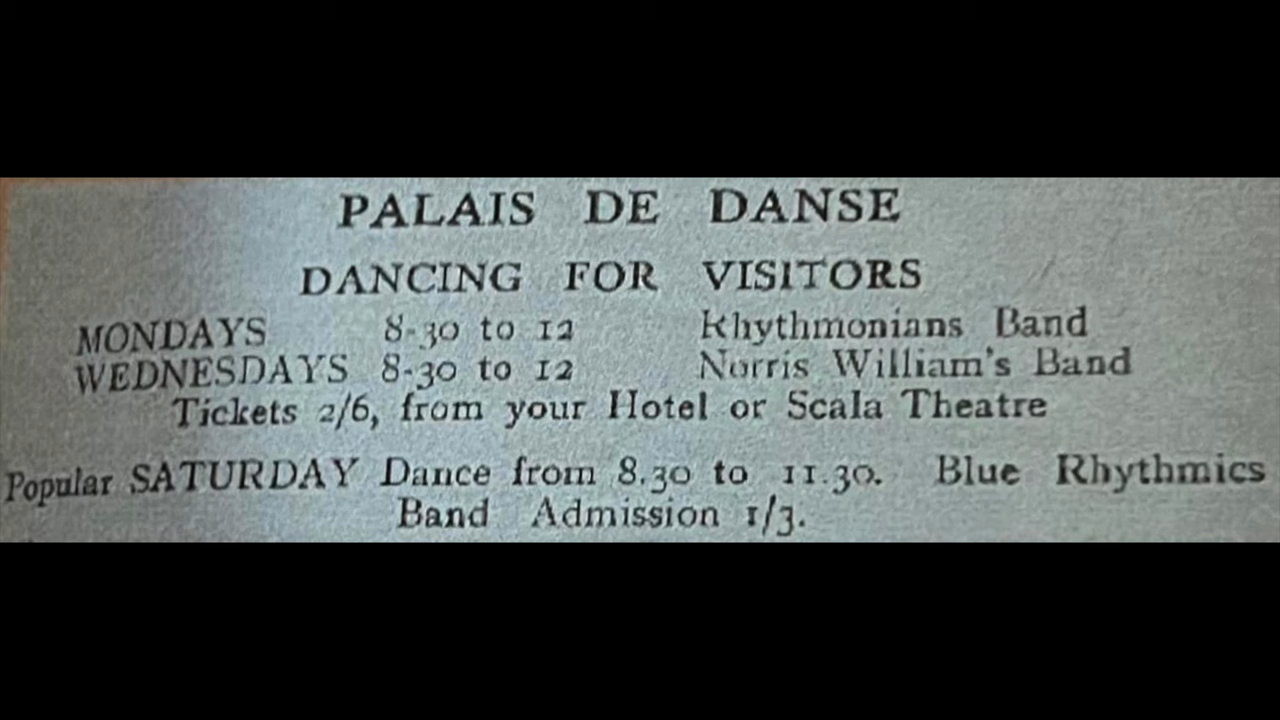 PALAIS DE DANSE
DANCING FOR VISITORS
MONDAYS 8-30 to 12 Rhythmonians Band
WEDNESDAYS 8-30 to 12 Norris William's Band
Tickets 2/6, from your Hotel or Scala Theatre
Popular SATURDAY Dance from 8.30 to 11.30. Blue Rhythmics
Band Admission 1/3.